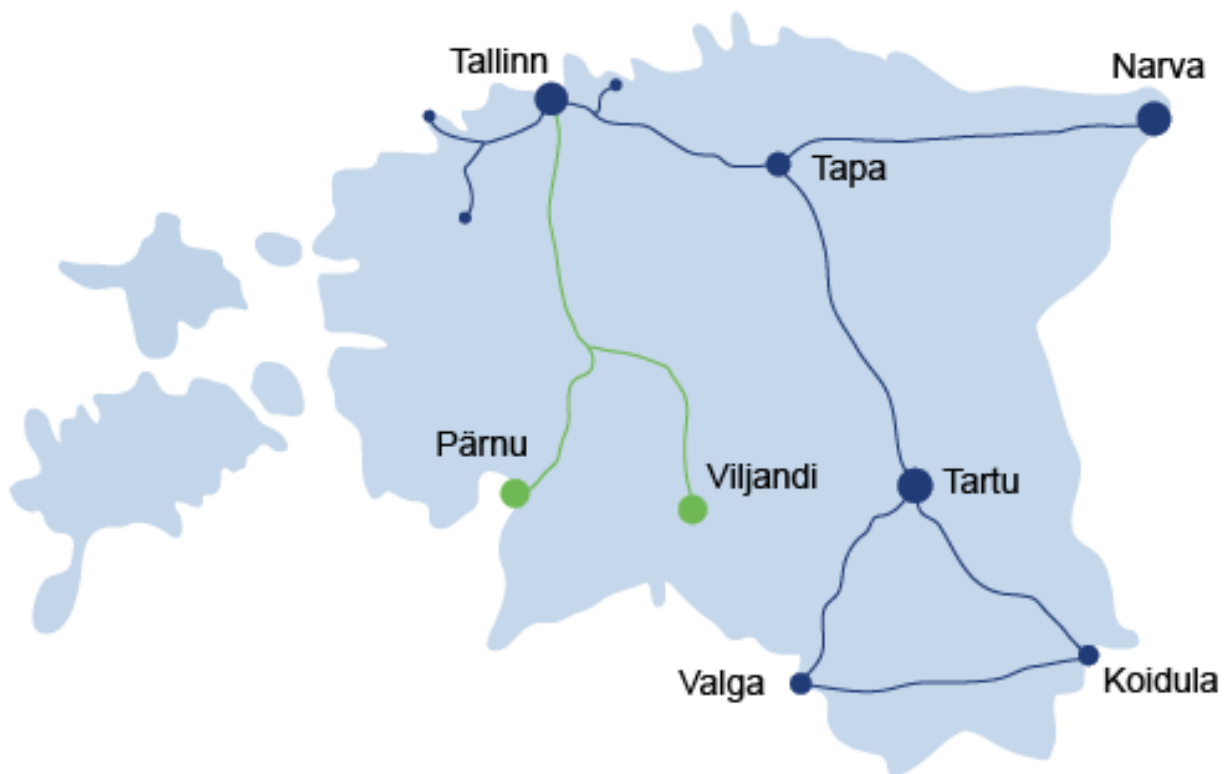 Tallinn
Narva
Tapa
Pärnu
Viljandi
Tartu
Valga
Koidula